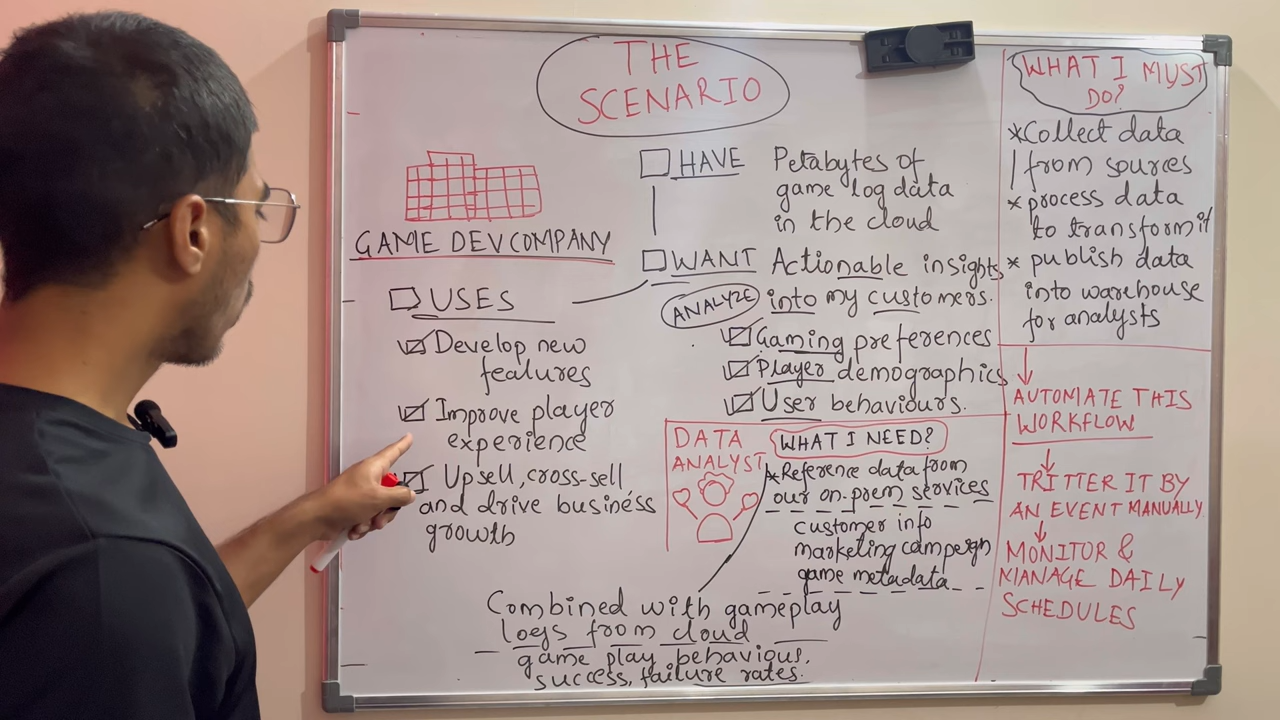 THE
SCENARIO
GAME DEV COMPANY
HAVE Petabytes of
game log data
in the cloud
WANT Actionable insights
into my customers.
ANALYZE
Gaming preferences
Player demographics
User behaviours.
USES
Develop new
features
Improve player
experience
Upsell, cross-sell
and drive business
growth
DATA
ANALYST
WHAT I NEED?
*Reference data from
our on-prem services
customer info
marketing campaign
game metadata
Combined with gameplay
logs from cloud
game play behavious,
success, failure rates.
WHAT I MUST
DO?
*Collect data
from sources
* process data
to transform it
* publish data
into warehouse
for analysts
AUTOMATE THIS
WORKFLOW
TRITTER IT BY
AN EVENT MANUALLY
MONITOR &
MANAGE DAILY
SCHEDULES